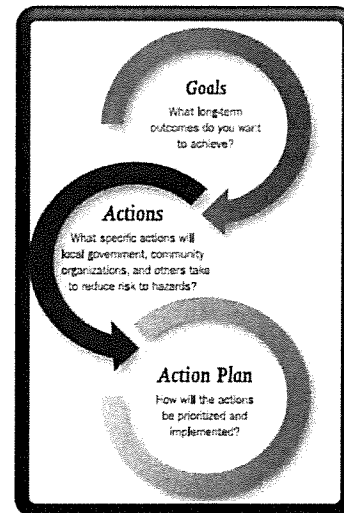 Goals
What long-term
outcomes do you want
to achieve?
Actions
What specific actions will
local government, community
organizations, and others take
to reduce risk to hazards?
Action Plan
How will the actions
be prioritized and
implemented?